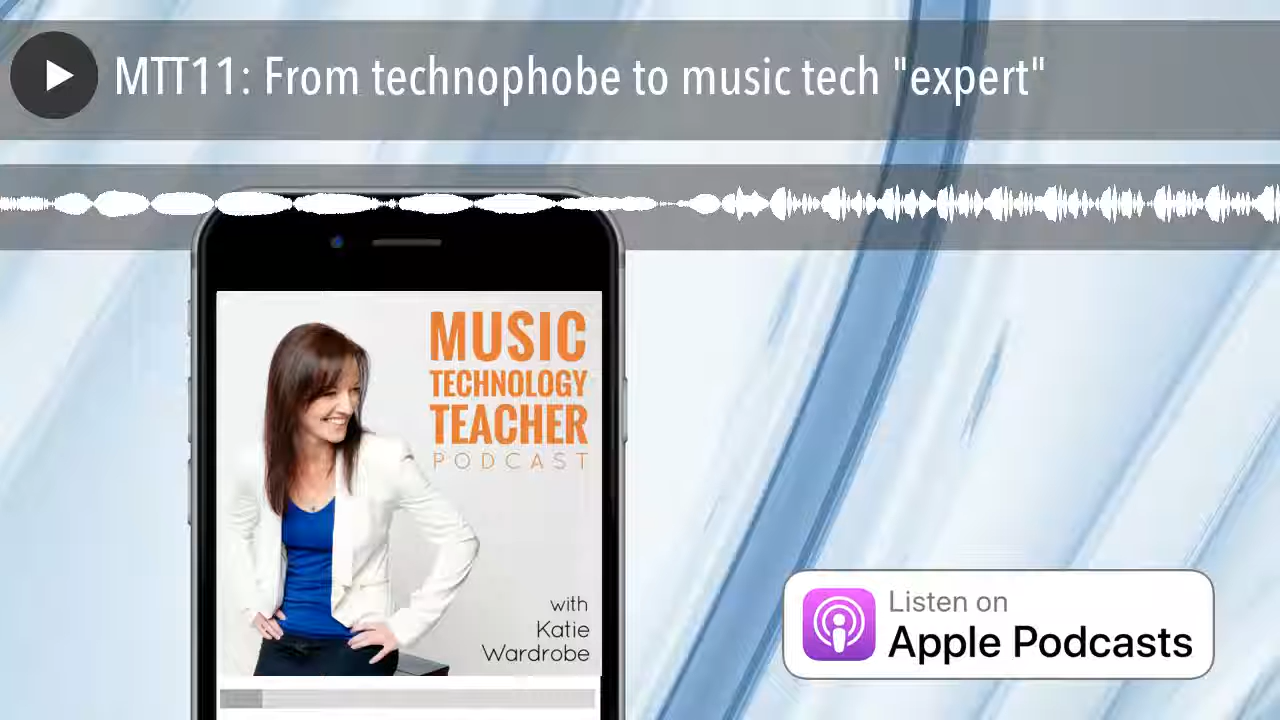 MTT11: From technophobe to music tech "expert"
MUSIC
TECHNOLOGY
TEACHER
PODCAST
with
Katie
Wardrobe
Listen on
Apple Podcasts